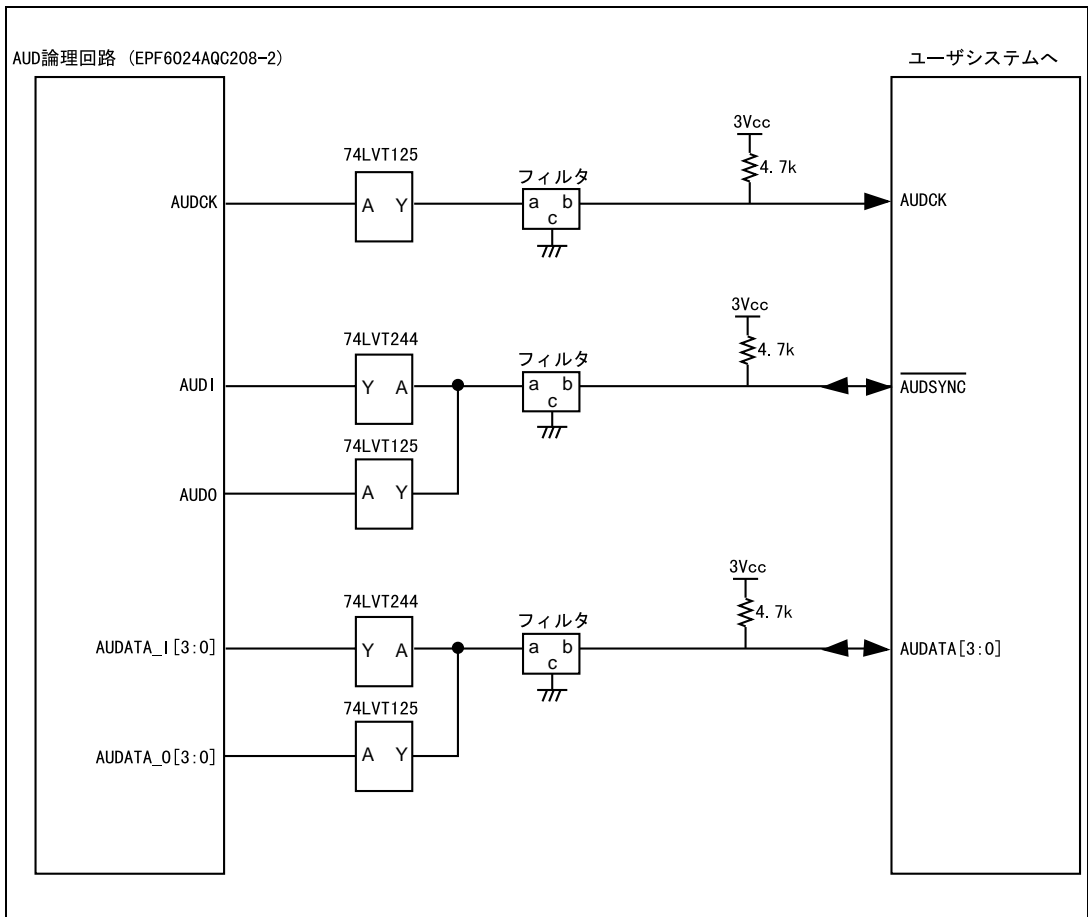 AUD論理回路 (EPF6024AQC208-2)
ユーザシステムへ
3Vcc
4.7k
74LVT125
フィルタ
AUDCK
A Y
a b
c
AUDCK
3Vcc
4.7k
74LVT244
フィルタ
AUDI
Y A
a b
c
AUDSYNC
74LVT125
AUDO
A Y
3Vcc
4.7k
74LVT244
フィルタ
AUDATA_I[3:0]
Y A
a b
c
AUDATA[3:0]
74LVT125
AUDATA_O[3:0]
A Y